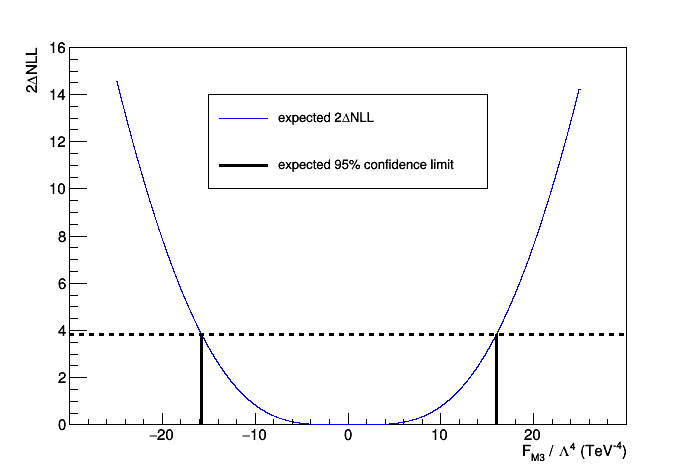 2ΔNLL
16
14
12
10
8
6
4
2
0
expected 2ΔNLL
expected 95% confidence limit
−20 −10 0 10 20
F_M3 / Λ^4 (TeV^-4)